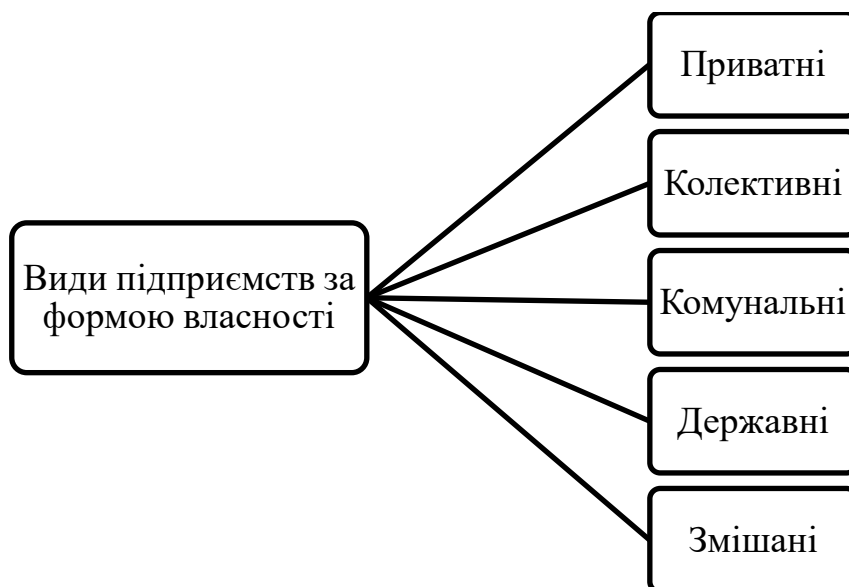 Види підприємств за
формою власності
Приватні
Колективні
Комунальні
Державні
Змішані